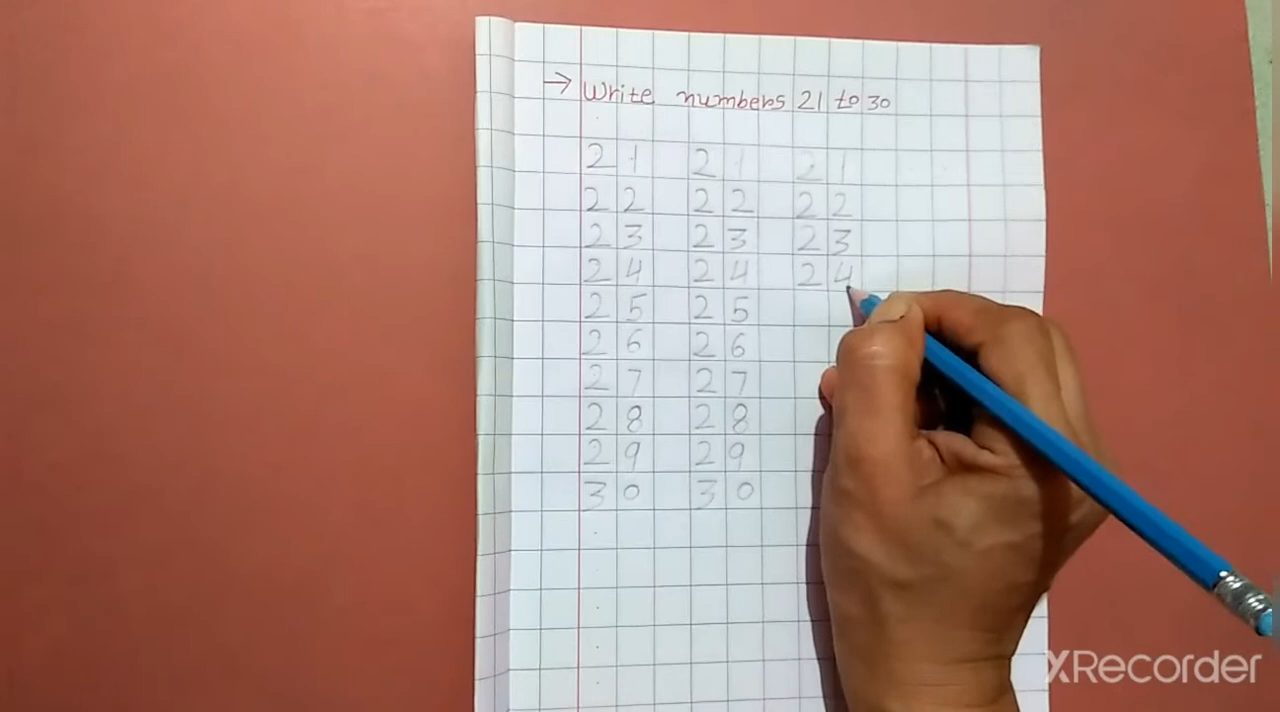 → Write numbers 21 to 30
21 21 21
22 22 22
23 23 23
24 24 24
25 25
26 26
27 27
28 28
29 29
30 30
XRecorder